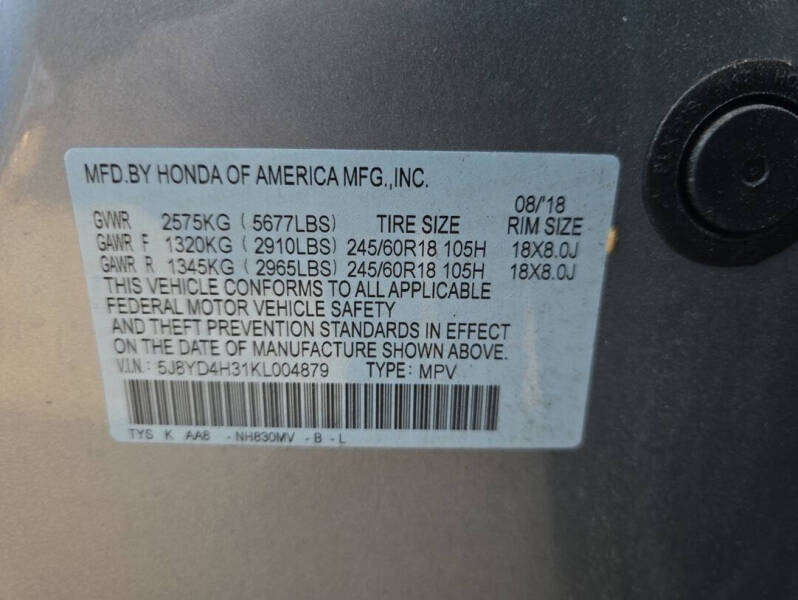 MFD.BY HONDA OF AMERICA MFG.,INC.
08/'18
GVWR 2575KG ( 5677LBS) TIRE SIZE RIM SIZE
GAWR F 1320KG ( 2910LBS) 245/60R18 105H 18X8.0J
GAWR R 1345KG ( 2965LBS) 245/60R18 105H 18X8.0J
THIS VEHICLE CONFORMS TO ALL APPLICABLE
FEDERAL MOTOR VEHICLE SAFETY
AND THEFT PREVENTION STANDARDS IN EFFECT
ON THE DATE OF MANUFACTURE SHOWN ABOVE.
V.I.N.: 5J8YD4H31KL004879 TYPE: MPV
TYS K AA8 -NH830MV -B-L